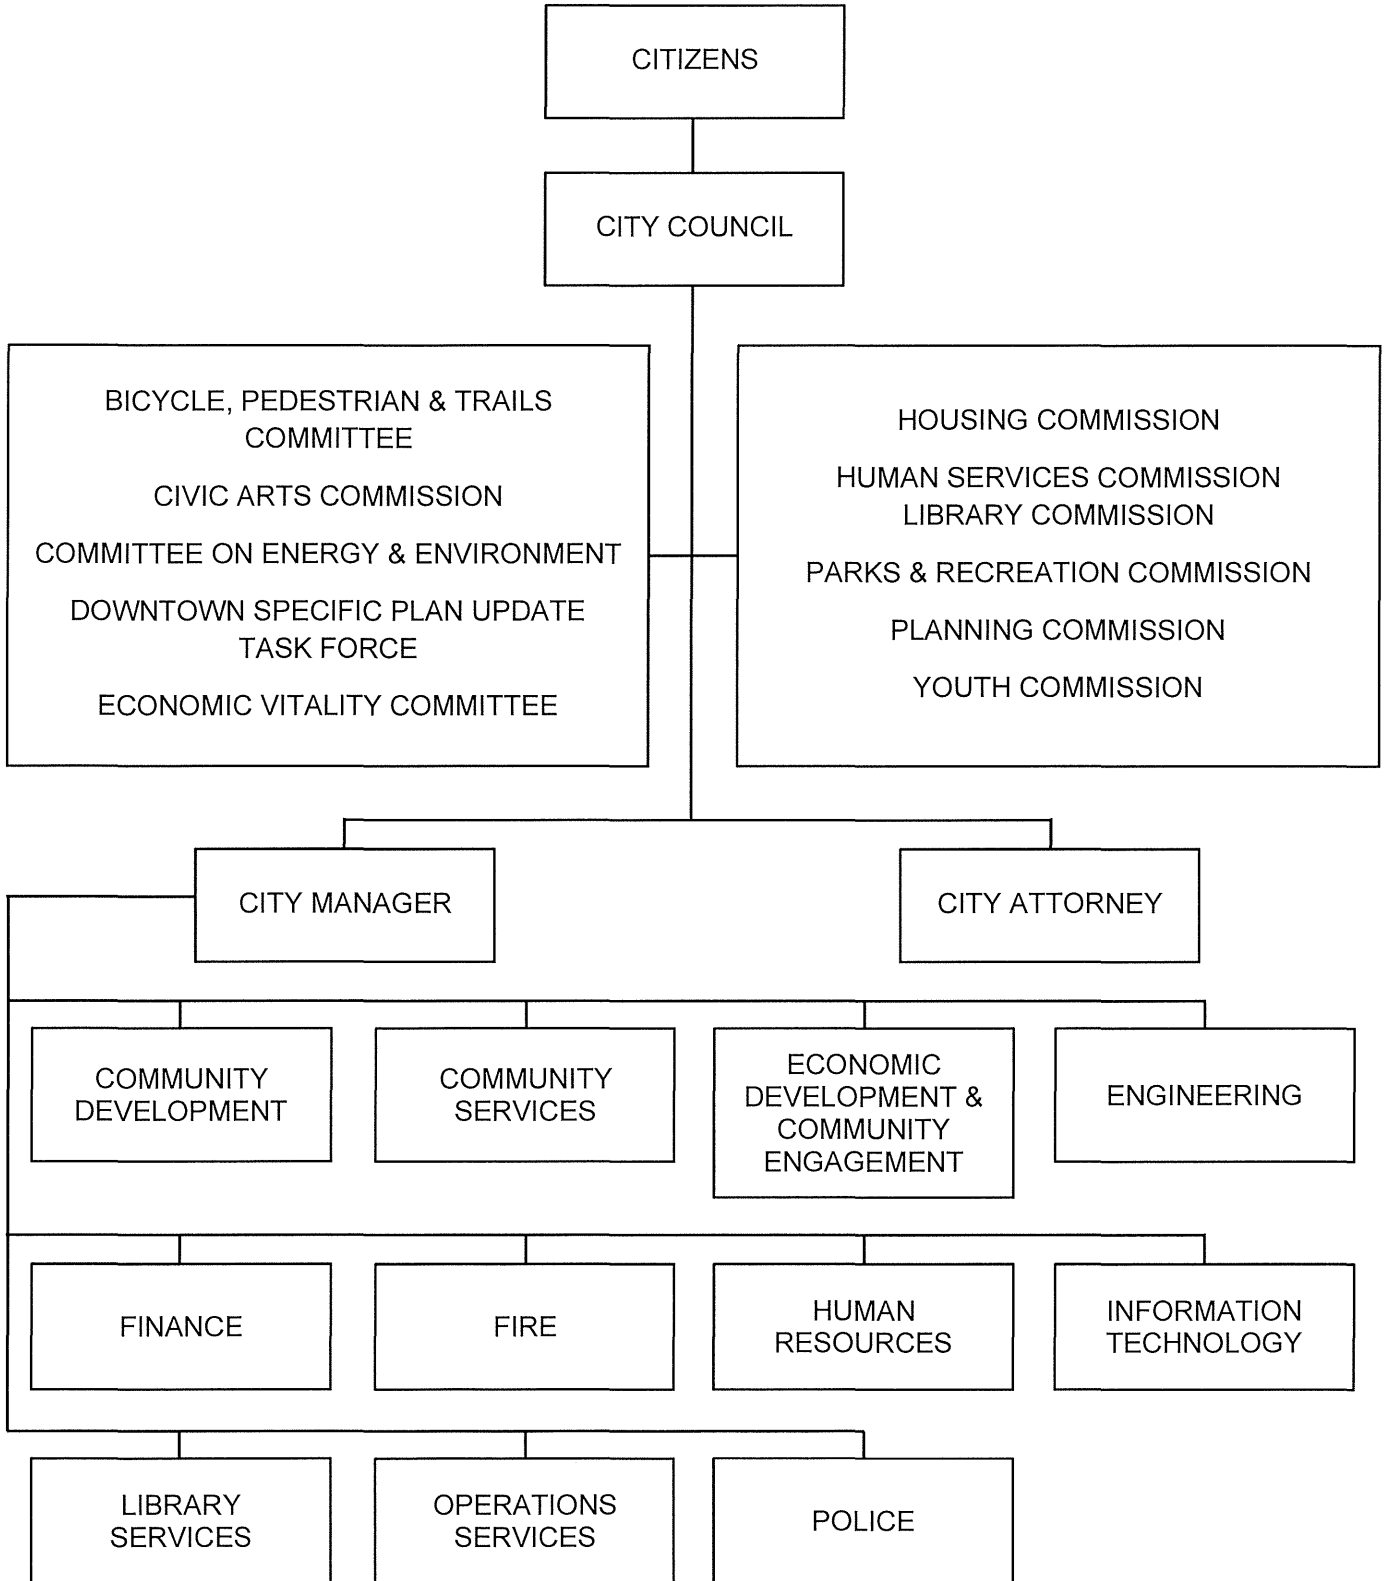 CITIZENS
CITY COUNCIL
BICYCLE, PEDESTRIAN & TRAILS
COMMITTEE
CIVIC ARTS COMMISSION
COMMITTEE ON ENERGY & ENVIRONMENT
DOWNTOWN SPECIFIC PLAN UPDATE
TASK FORCE
ECONOMIC VITALITY COMMITTEE
HOUSING COMMISSION
HUMAN SERVICES COMMISSION
LIBRARY COMMISSION
PARKS & RECREATION COMMISSION
PLANNING COMMISSION
YOUTH COMMISSION
CITY MANAGER
CITY ATTORNEY
COMMUNITY
DEVELOPMENT
COMMUNITY
SERVICES
ECONOMIC
DEVELOPMENT &
COMMUNITY
ENGAGEMENT
ENGINEERING
FINANCE
FIRE
HUMAN
RESOURCES
INFORMATION
TECHNOLOGY
LIBRARY
SERVICES
OPERATIONS
SERVICES
POLICE